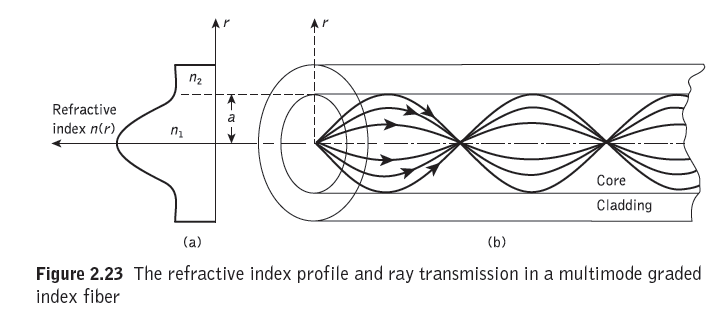 r
r
n2
Refractive
index n(r)
n1
a
Core
Cladding
(a)
(b)
Figure 2.23 The refractive index profile and ray transmission in a multimode graded
index fiber